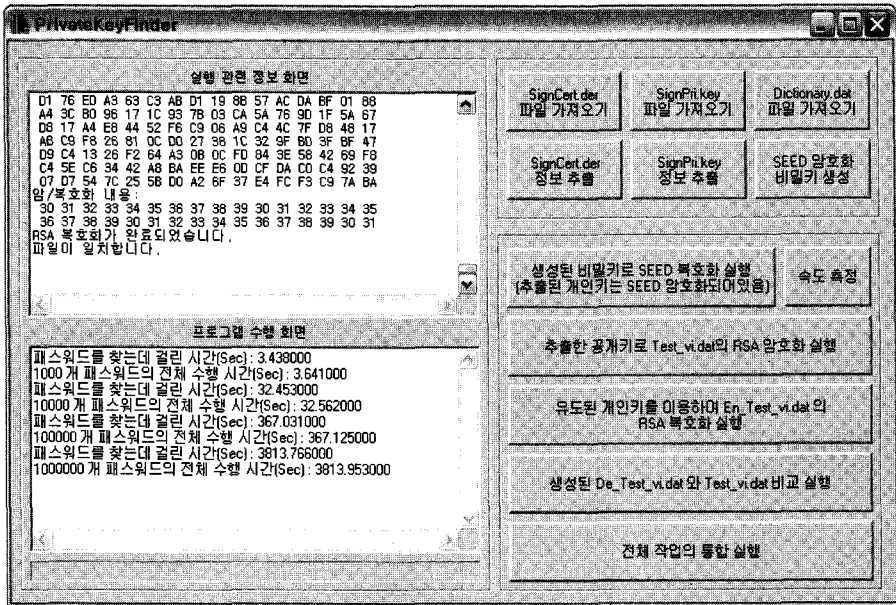 PrivateKeyFinder
실행 관련 정보 화면
D1 76 ED A3 63 C3 AB D1 19 8B 57 AC DA BF 01 88
A4 3C B0 96 17 1C 93 7B 03 CA 5A 76 9D 1F 5A 67
D8 17 A4 E8 44 52 F6 C9 06 A9 C4 4C 7F D8 48 17
A6 C9 F8 26 81 0C D0 27 38 1C 32 9F BD 3F BF 47
D9 C4 13 26 F2 64 A3 0B 0C FD 84 3E 58 42 69 F8
C4 5E C6 34 42 A8 BA EE E6 0D CF DA C0 C4 92 39
07 D7 54 7C 25 5B D0 A2 6F 37 E4 FC F3 C9 7A BA
암/복호화 내용:
30 31 32 33 34 35 36 37 38 39 30 31 32 33 34 35
36 37 38 39 30 31 32 33 34 35 36 37 38 39 30 31
RSA 복호화가 완료되었습니다.
파일이 일치합니다.
프로그램 수행 화면
패스워드를 찾는데 걸린 시간(Sec) : 3.438000
1000 개 패스워드의 전체 수행 시간(Sec) : 3.641000
패스워드를 찾는데 걸린 시간(Sec) : 32.453000
10000 개 패스워드의 전체 수행 시간(Sec) : 32.562000
패스워드를 찾는데 걸린 시간(Sec) : 367.031000
100000 개 패스워드의 전체 수행 시간(Sec) : 367.125000
패스워드를 찾는데 걸린 시간(Sec) : 3813.766000
1000000 개 패스워드의 전체 수행 시간(Sec) : 3813.953000
SignCert.der
파일 가져오기
SignPri.key
파일 가져오기
Dictionary.dat
파일 가져오기
SignCert.der
정보 추출
SignPri.key
정보 추출
SEED 암호화
비밀키 생성
생성된 비밀키로 SEED 복호화 실행
(추출된 개인키는 SEED 암호화되어있음)
속도 측정
추출한 공개키로 Test_vi.dat의 RSA 암호화 실행
유도된 개인키를 이용하여 En_Test_vi.dat 의
RSA 복호화 실행
생성된 De_Test_vi.dat 와 Test_vi.dat 비교 실행
전체 작업의 통합 실행